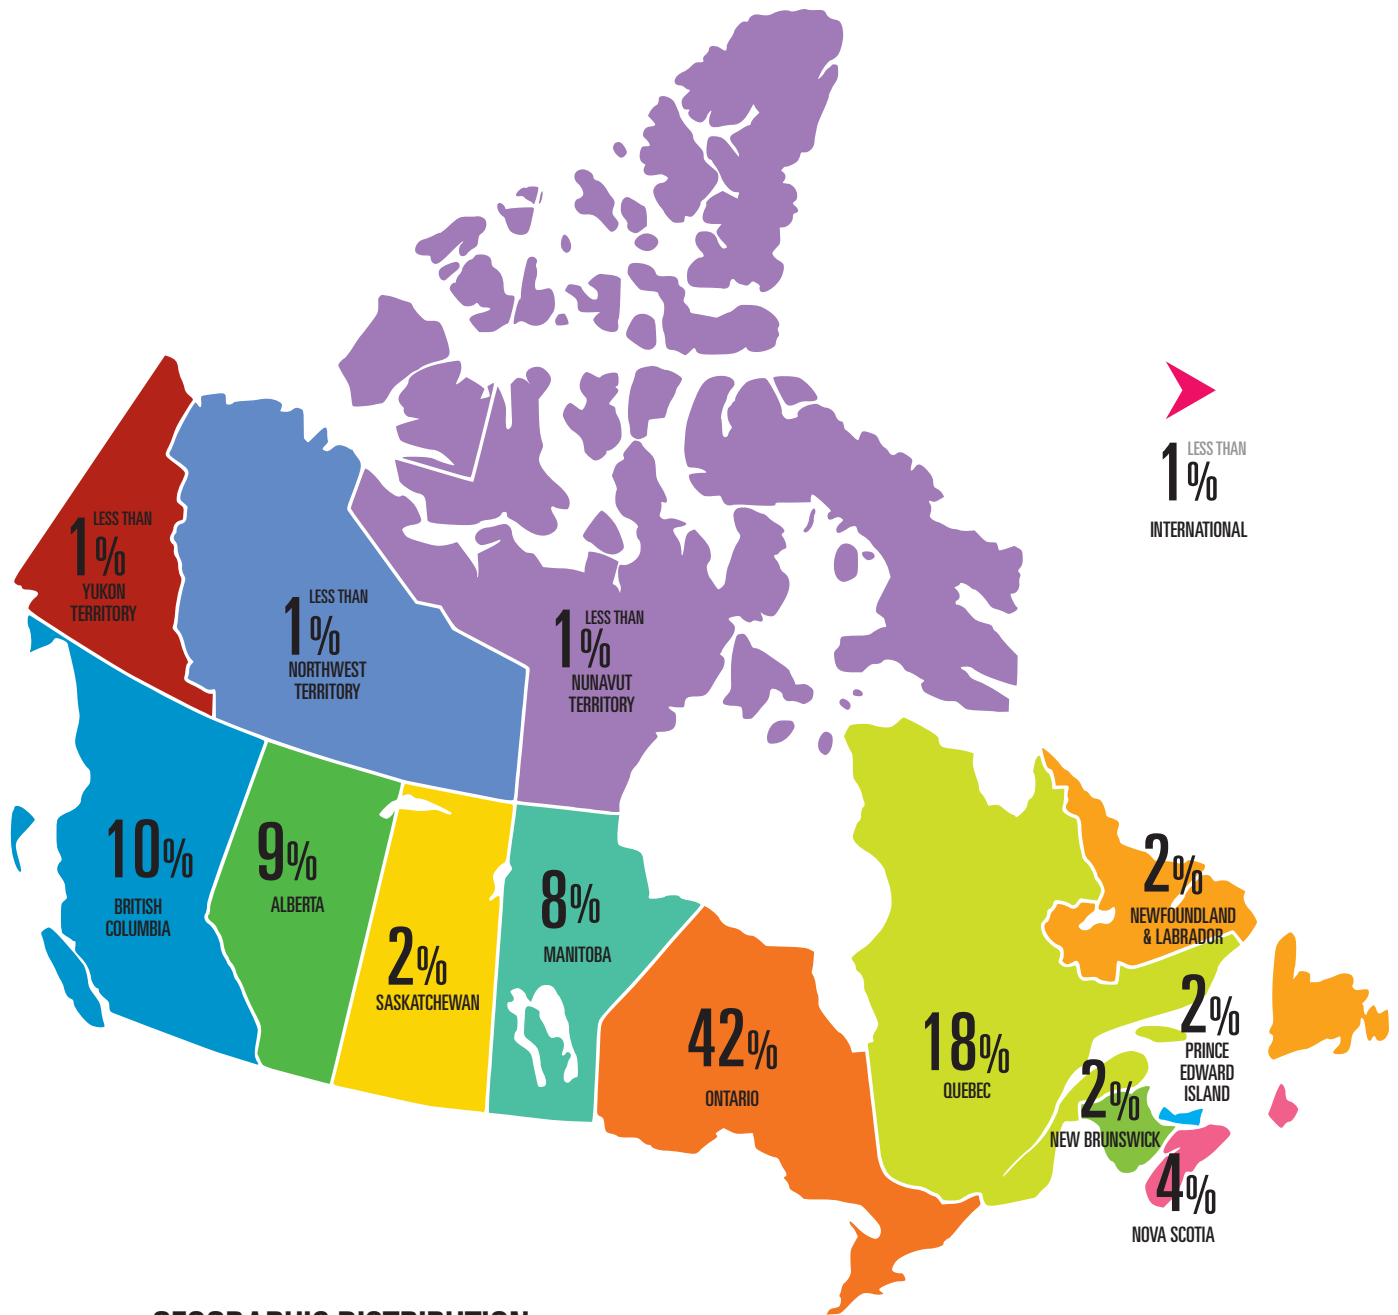 LESS THAN
1%
INTERNATIONAL
LESS THAN
1%
YUKON
TERRITORY
LESS THAN
1%
NORTHWEST
TERRITORY
LESS THAN
1%
NUNAVUT
TERRITORY
10%
BRITISH
COLUMBIA
9%
ALBERTA
2%
SASKATCHEWAN
8%
MANITOBA
42%
ONTARIO
18%
QUEBEC
2%
NEWFOUNDLAND
& LABRADOR
2%
PRINCE
EDWARD
ISLAND
2%
NEW BRUNSWICK
4%
NOVA SCOTIA
GEOGRAPHIC DISTRIBUTION